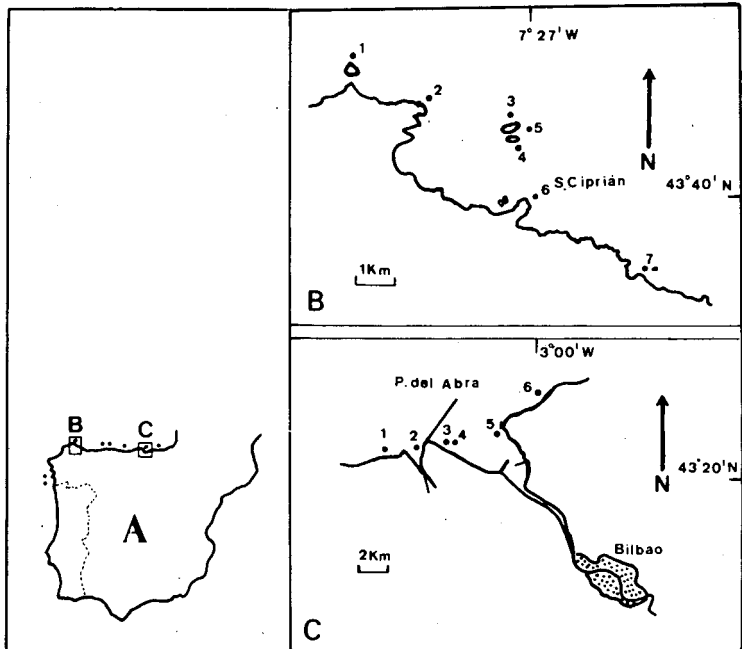 7° 27' W
1
2
3
5
4
N
6 S.Ciprián 43° 40' N
7
1Km
B
3° 00' W
6
P. del Abra
1 2 3 4 5
N
43° 20' N
Bilbao
2Km
C
B C
A